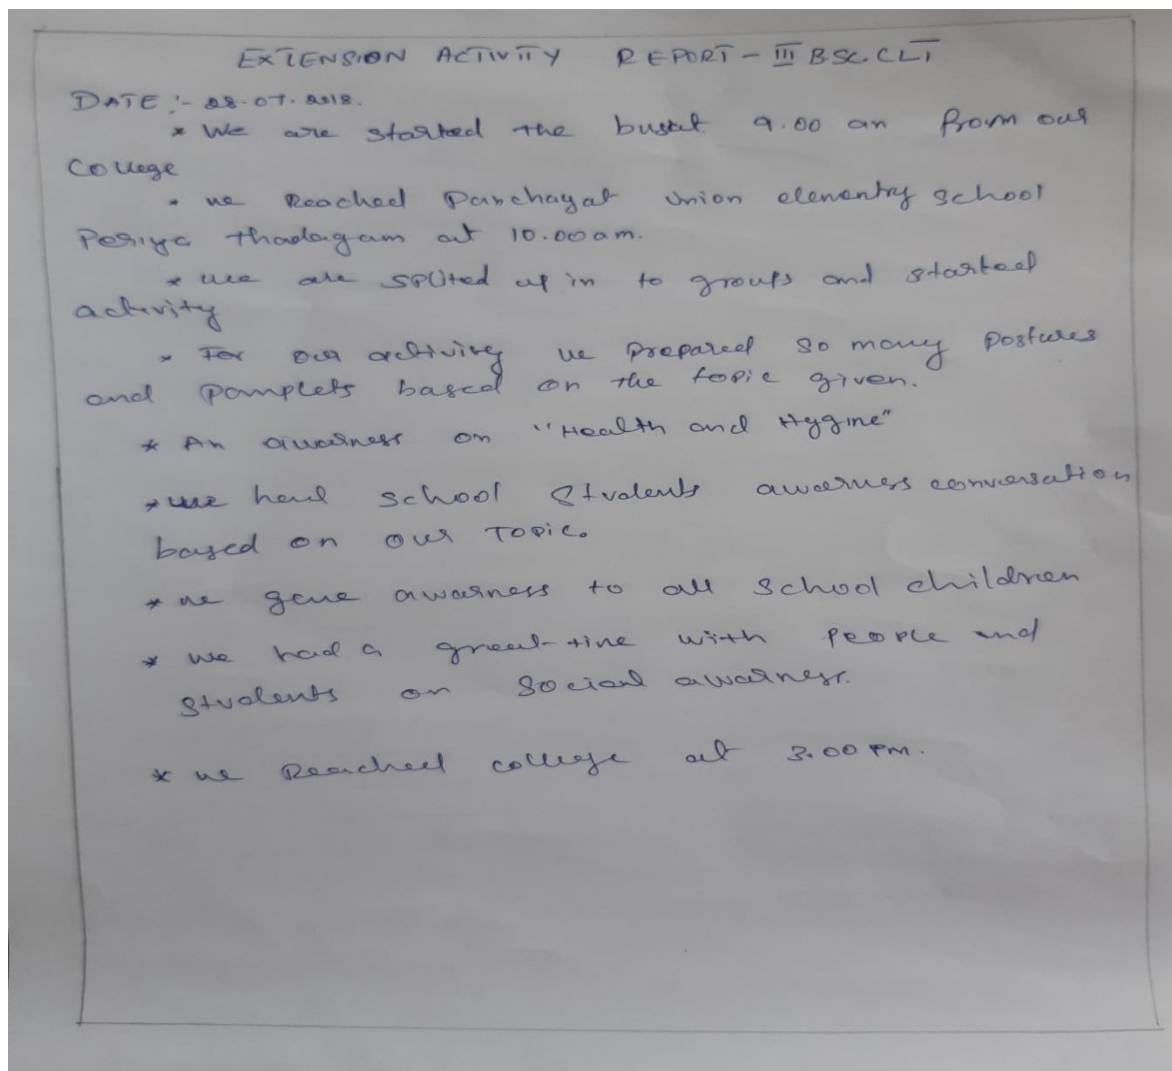 EXTENSION ACTIVITY REPORT - III B.SC. CLT
DATE :- 28.07.2018.
* We are started the busat 9.00 am from our
College
* we Reached Panchayat Union elementry school
Periya thadagam at 10.00 am.
* we are splited up in to groups and started
activity
* For our activity we prepared so many postures
and pamplets based on the topic given.
* An awarness on "Health and Hygine"
* we had school students awarness conversation
based on our Topic.
* we gave awarness to all school children
* we had a great time with people and
students on social awarness.
* we Reached college at 3.00 PM.